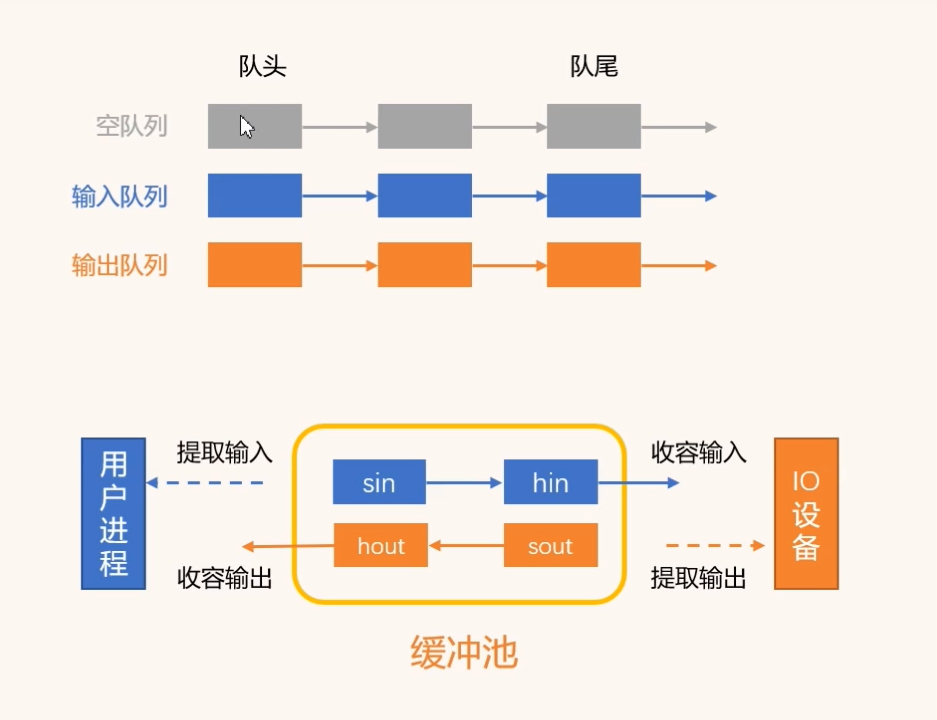 队头
队尾
空队列
输入队列
输出队列
用户进程
提取输入
sin
hin
收容输入
IO设备
收容输出
hout
sout
提取输出
缓冲池